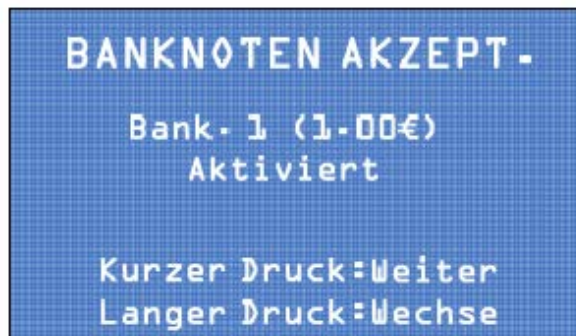 BANKNOTEN AKZEPT.
Bank. 1 (1.00€)
Aktiviert
Kurzer Druck:Weiter
Langer Druck:Wechse